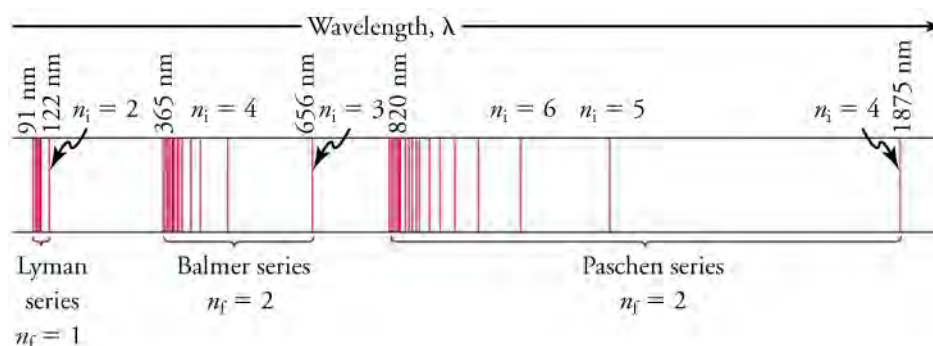 Wavelength, λ
91 nm
122 nm
nᵢ = 2
365 nm
nᵢ = 4
656 nm
nᵢ = 3
820 nm
nᵢ = 6
nᵢ = 5
nᵢ = 4
1875 nm
Lyman
series
n_f = 1
Balmer series
n_f = 2
Paschen series
n_f = 2